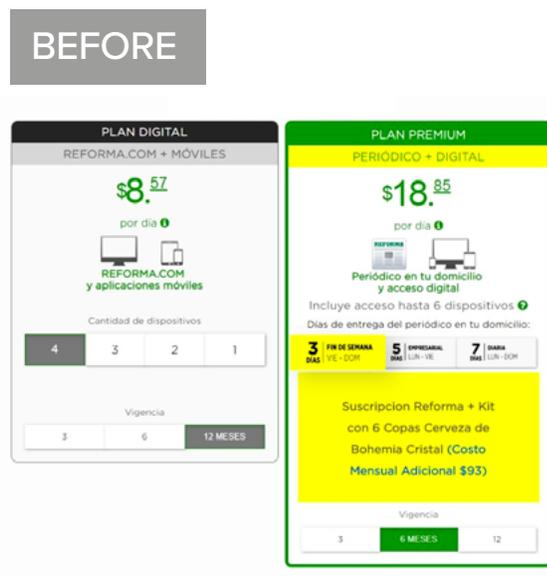 BEFORE
PLAN DIGITAL
REFORMA.COM + MÓVILES
$8.57
por día
REFORMA.COM
y aplicaciones móviles
Cantidad de dispositivos
4 3 2 1
Vigencia
3 6 12 MESES
PLAN PREMIUM
PERIÓDICO + DIGITAL
$18.85
por día
REFORMA
Periódico en tu domicilio
y acceso digital
Incluye acceso hasta 6 dispositivos
Días de entrega del periódico en tu domicilio:
3 DÍAS FIN DE SEMANA VIE - DOM
5 DÍAS EMPRESARIAL LUN - VIE
7 DÍAS DIARIA LUN - DOM
Suscripcion Reforma + Kit
con 6 Copas Cerveza de
Bohemia Cristal (Costo
Mensual Adicional $93)
Vigencia
3 6 MESES 12